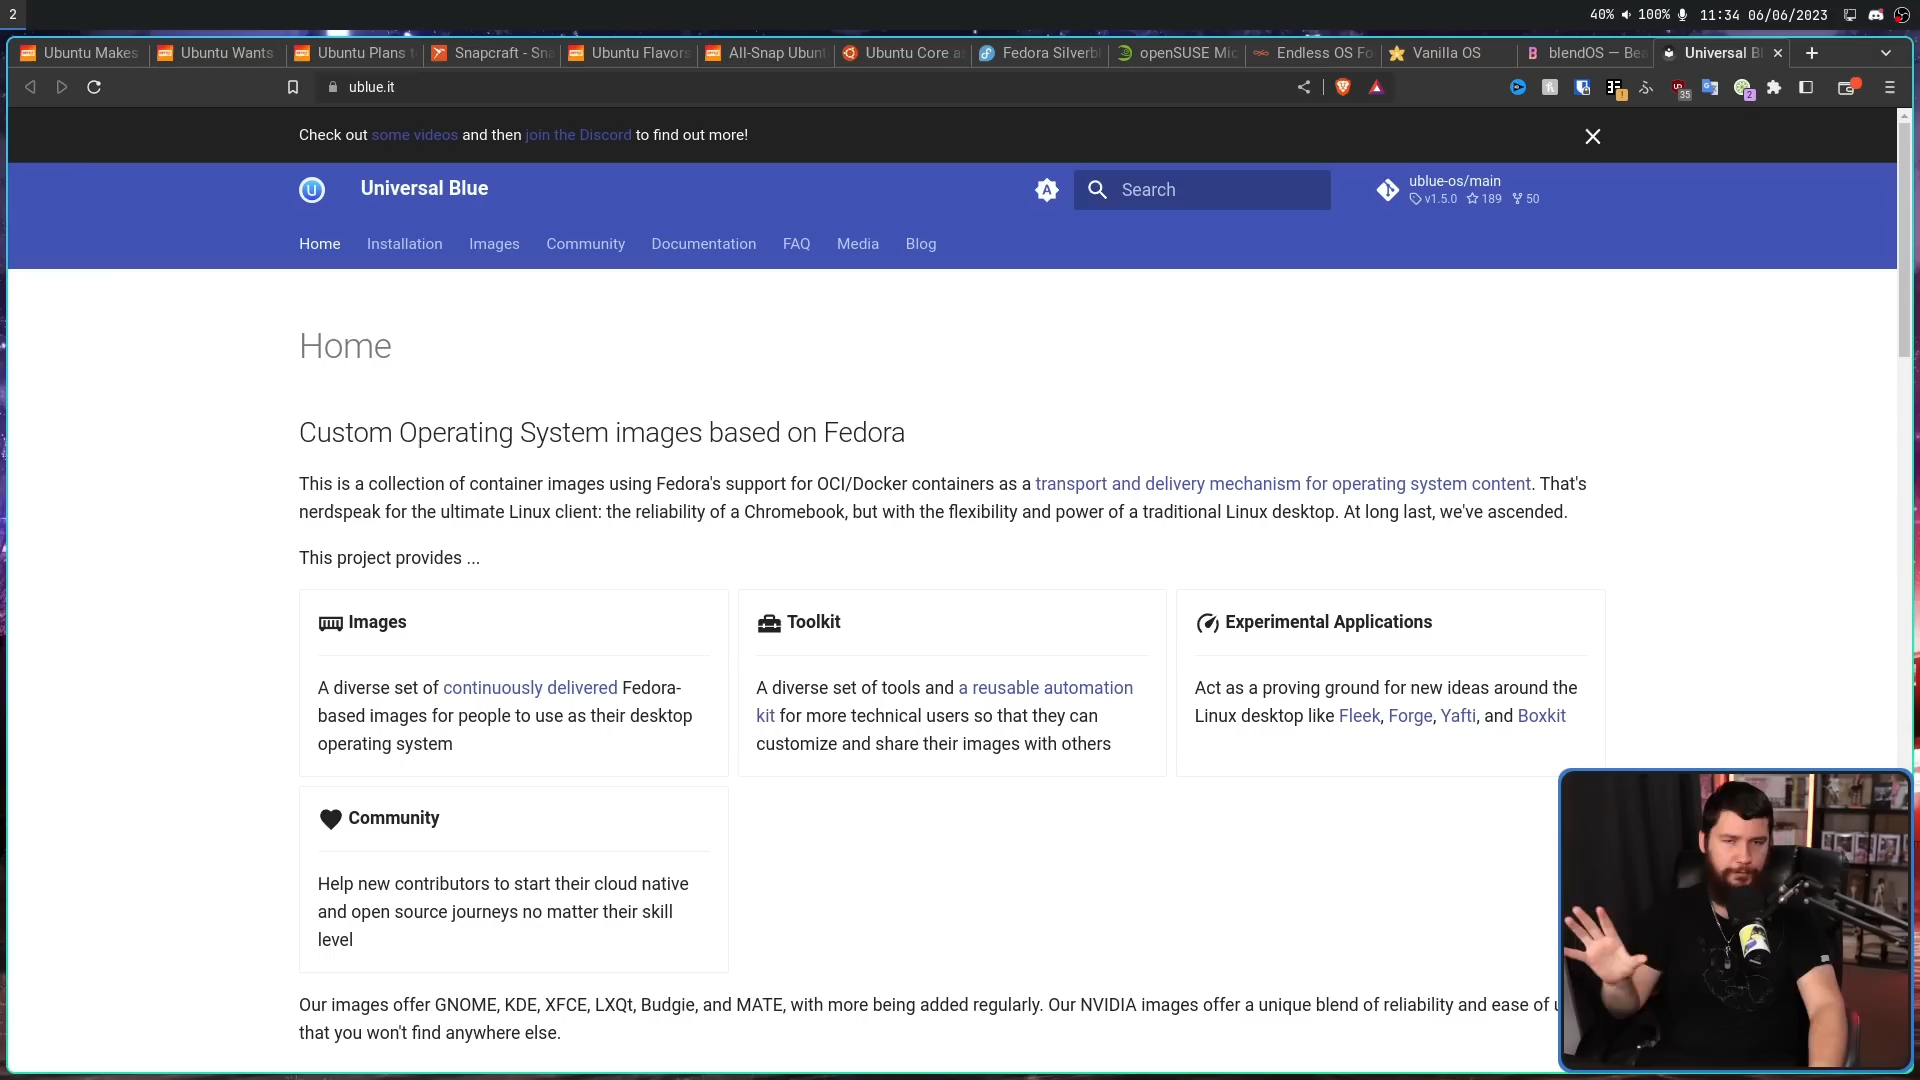 2
40% 100% 11:34 06/06/2023
Ubuntu Makes
Ubuntu Wants
Ubuntu Plans t
Snapcraft - Sna
Ubuntu Flavors
All-Snap Ubunt
Ubuntu Core a
Fedora Silverbl
openSUSE Mic
Endless OS Fo
Vanilla OS
blendOS — Bea
Universal Bl
ublue.it
35
2
Check out some videos and then join the Discord to find out more!
Universal Blue
Search
ublue-os/main
v1.5.0 189 50
Home Installation Images Community Documentation FAQ Media Blog
Home
Custom Operating System images based on Fedora
This is a collection of container images using Fedora's support for OCI/Docker containers as a transport and delivery mechanism for operating system content. That's
nerdspeak for the ultimate Linux client: the reliability of a Chromebook, but with the flexibility and power of a traditional Linux desktop. At long last, we've ascended.
This project provides ...
Images
A diverse set of continuously delivered Fedora-
based images for people to use as their desktop
operating system
Toolkit
A diverse set of tools and a reusable automation
kit for more technical users so that they can
customize and share their images with others
Experimental Applications
Act as a proving ground for new ideas around the
Linux desktop like Fleek, Forge, Yafti, and Boxkit
Community
Help new contributors to start their cloud native
and open source journeys no matter their skill
level
Our images offer GNOME, KDE, XFCE, LXQt, Budgie, and MATE, with more being added regularly. Our NVIDIA images offer a unique blend of reliability and ease of
that you won't find anywhere else.